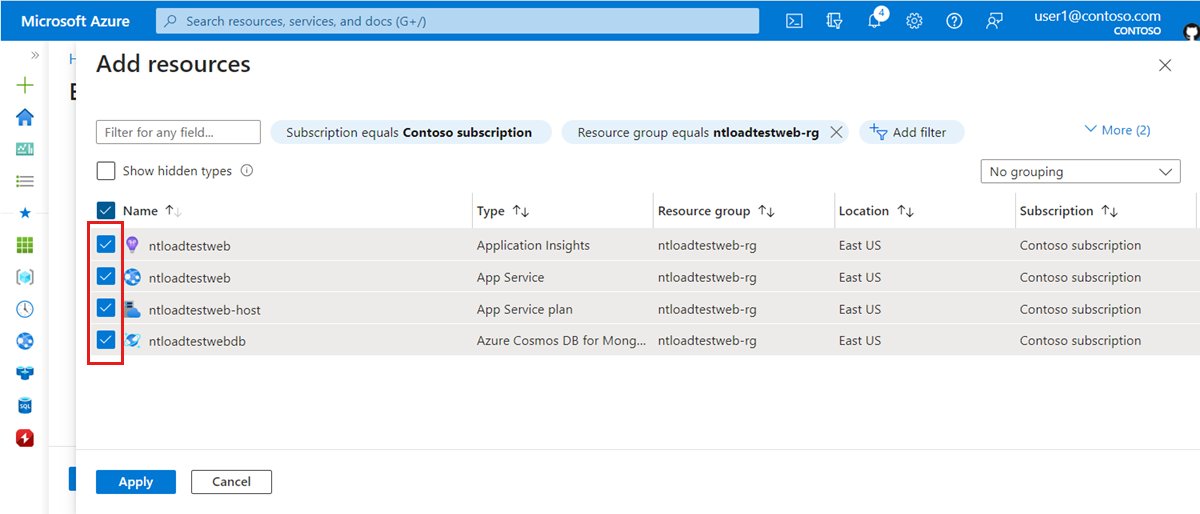 Microsoft Azure
Search resources, services, and docs (G+/)
4
user1@contoso.com
CONTOSO
Add resources
Filter for any field...
Subscription equals Contoso subscription
Resource group equals ntloadtestweb-rg
Add filter
More (2)
Show hidden types
No grouping
Name Type Resource group Location Subscription
ntloadtestweb Application Insights ntloadtestweb-rg East US Contoso subscription
ntloadtestweb App Service ntloadtestweb-rg East US Contoso subscription
ntloadtestweb-host App Service plan ntloadtestweb-rg East US Contoso subscription
ntloadtestwebdb Azure Cosmos DB for Mong... ntloadtestweb-rg East US Contoso subscription
SQL
Apply Cancel